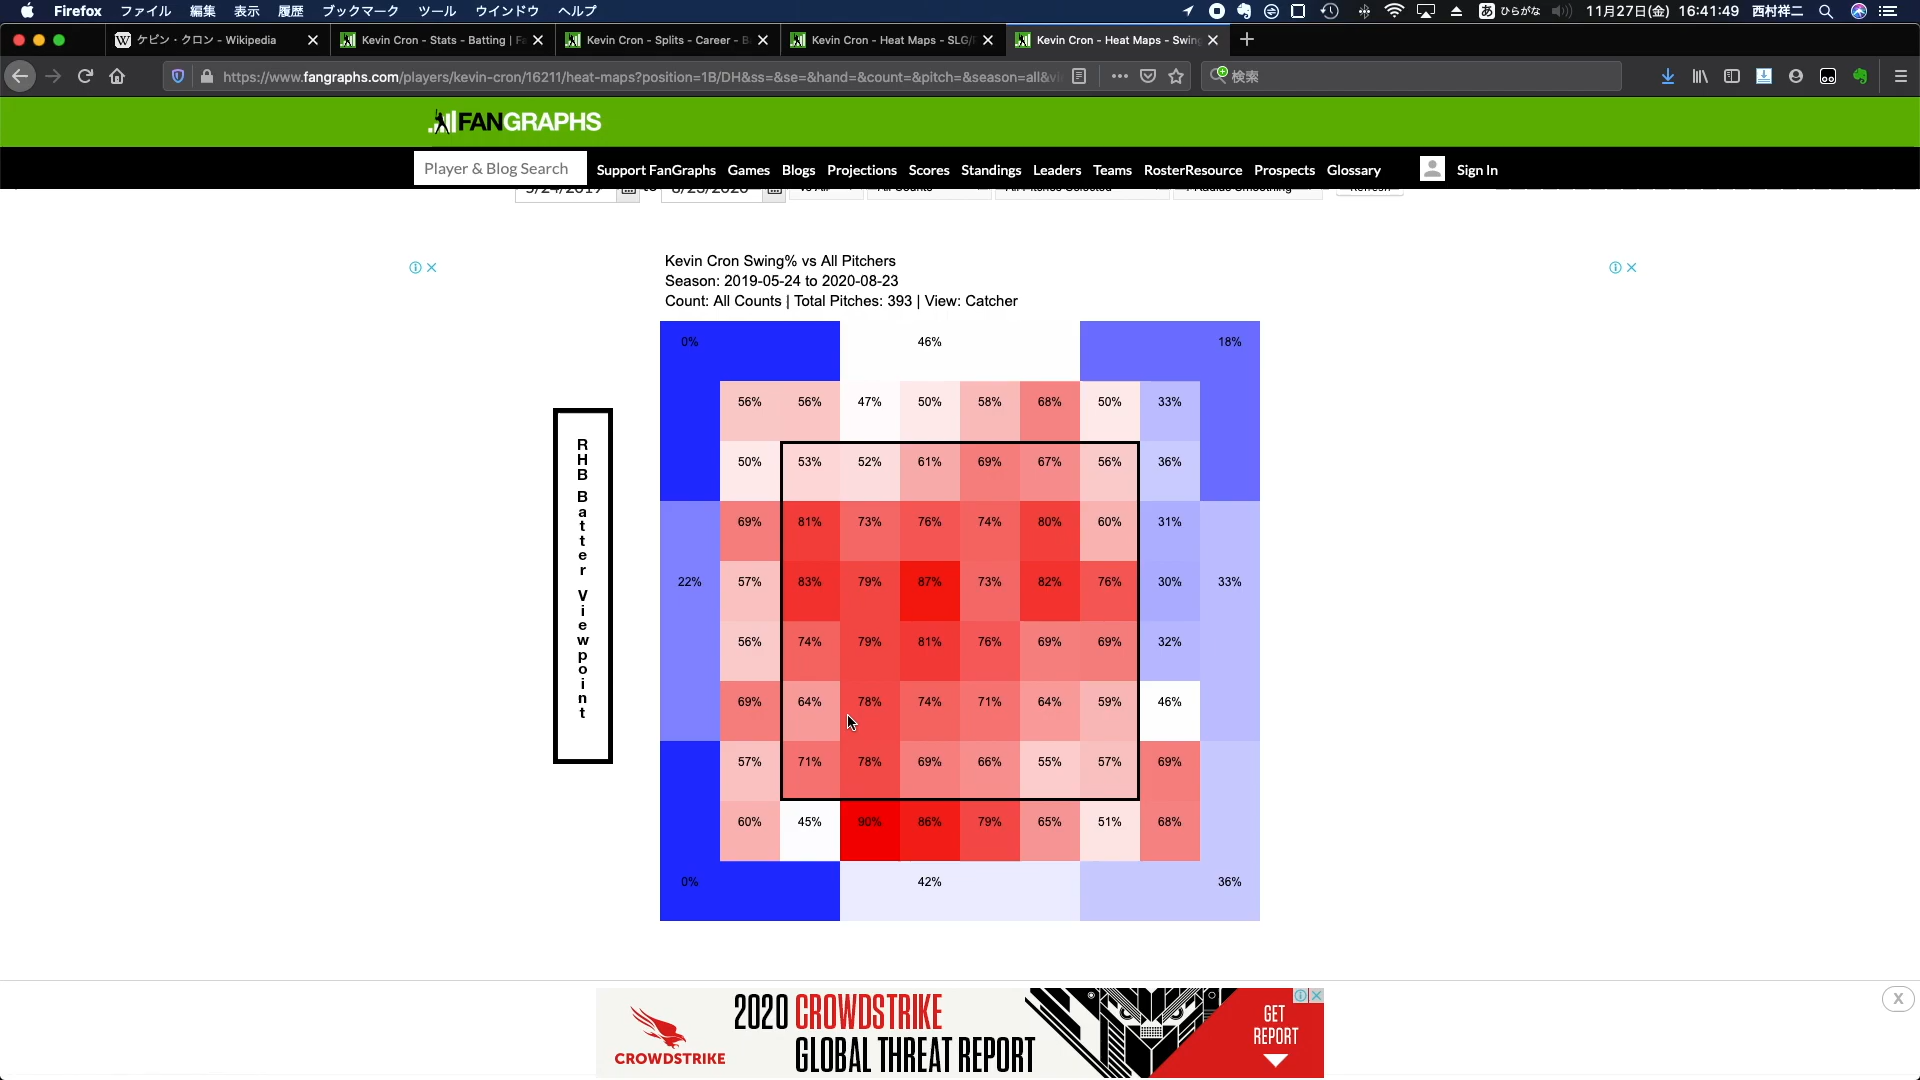 Firefox ファイル 編集 表示 履歴 ブックマーク ツール ウインドウ ヘルプ あ ひらがな 11月27日(金) 16:41:49 西村祥二
ケビン・クロン - Wikipedia Kevin Cron - Stats - Batting | Fa Kevin Cron - Splits - Career - B Kevin Cron - Heat Maps - SLG/ Kevin Cron - Heat Maps - Swing
https://www.fangraphs.com/players/kevin-cron/16211/heat-maps?position=1B/DH&ss=&se=&hand=&count=&pitch=&season=all&vi 検索
FANGRAPHS
Player & Blog Search Support FanGraphs Games Blogs Projections Scores Standings Leaders Teams RosterResource Prospects Glossary Sign In
Kevin Cron Swing% vs All Pitchers
Season: 2019-05-24 to 2020-08-23
Count: All Counts | Total Pitches: 393 | View: Catcher
RHB Batter Viewpoint
0% 46% 18%
56% 56% 47% 50% 58% 68% 50% 33%
50% 53% 52% 61% 69% 67% 56% 36%
69% 81% 73% 76% 74% 80% 60% 31%
22% 57% 83% 79% 87% 73% 82% 76% 30% 33%
56% 74% 79% 81% 76% 69% 69% 32%
69% 64% 78% 74% 71% 64% 59% 46%
57% 71% 78% 69% 66% 55% 57% 69%
60% 45% 90% 86% 79% 65% 51% 68%
0% 42% 36%
CROWDSTRIKE
2020 CROWDSTRIKE
GLOBAL THREAT REPORT
GET
REPORT
X